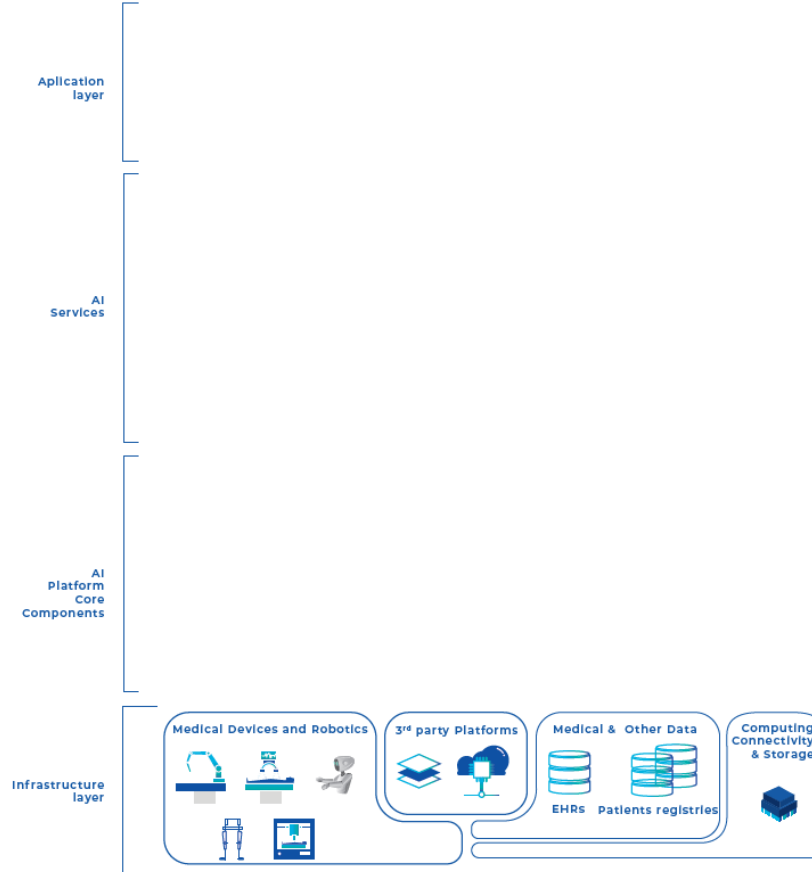 Aplication
layer
AI
Services
AI
Platform
Core
Components
Infrastructure
layer
Medical Devices and Robotics
3rd party Platforms
Medical & Other Data
EHRs
Patients registries
Computing
Connectivity
& Storage